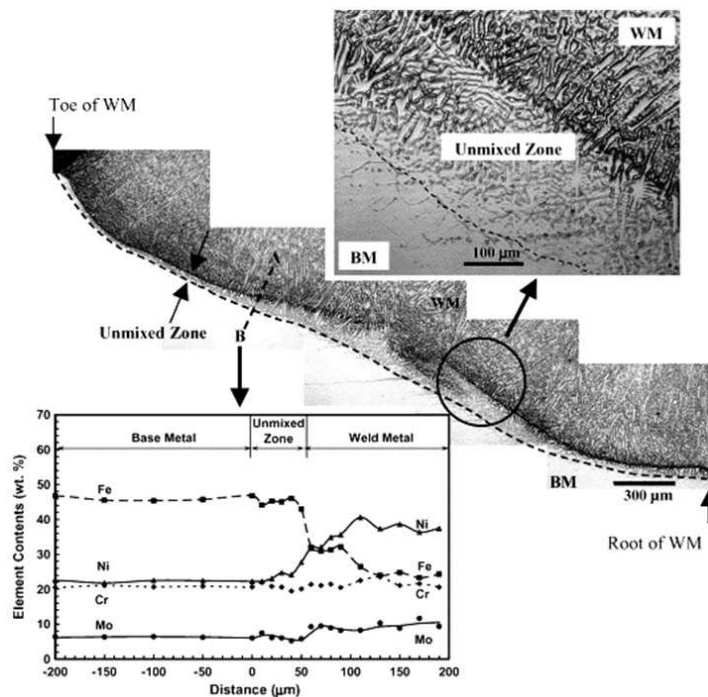 WM
Toe of WM
Unmixed Zone
BM
100 μm
WM
A
Unmixed Zone
B
BM
300 μm
Root of WM
70
60
50
40
30
20
10
0
Element Contents (wt. %)
Base Metal
Unmixed
Zone
Weld Metal
Fe
Ni
Ni
Fe
Cr
Cr
Mo
Mo
-200 -150 -100 -50 0 50 100 150 200
Distance (μm)